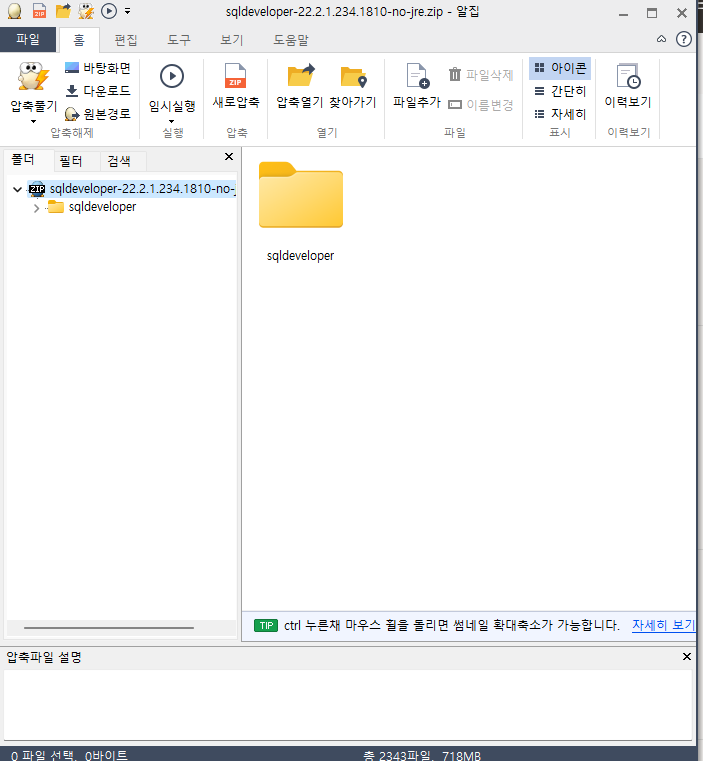 sqldeveloper-22.2.1.234.1810-no-jre.zip - 알집
파일 홈 편집 도구 보기 도움말
압축풀기 바탕화면 다운로드 원본경로 압축해제
임시실행 실행
ZIP 새로압축 압축
압축열기 찾아가기 열기
파일추가 파일삭제 이름변경 파일
아이콘 간단히 자세히 표시
이력보기 이력보기
폴더 필터 검색
ZIP sqldeveloper-22.2.1.234.1810-no-j
sqldeveloper
sqldeveloper
TIP ctrl 누른채 마우스 휠을 돌리면 썸네일 확대축소가 가능합니다. 자세히 보기
압축파일 설명
0 파일 선택, 0바이트 총 2343파일, 718MB